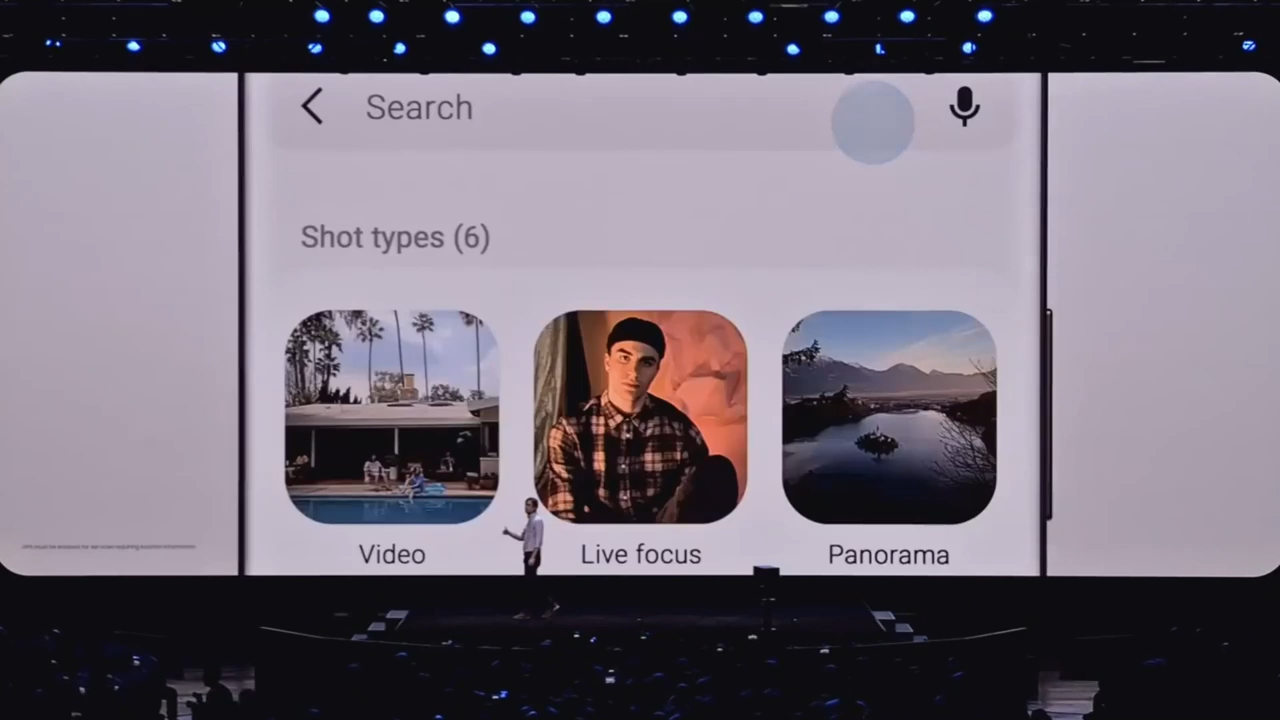 Search
Shot types (6)
Video
Live focus
Panorama